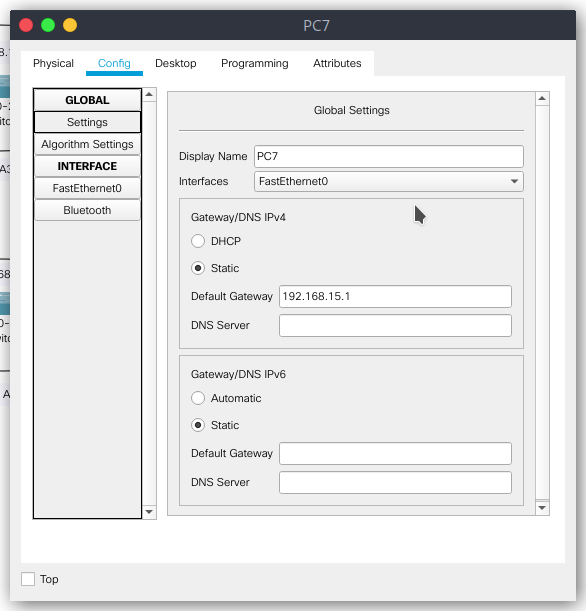 PC7
Physical Config Desktop Programming Attributes
GLOBAL
Settings
Algorithm Settings
INTERFACE
FastEthernet0
Bluetooth
Global Settings
Display Name PC7
Interfaces FastEthernet0
Gateway/DNS IPv4
DHCP
Static
Default Gateway 192.168.15.1
DNS Server
Gateway/DNS IPv6
Automatic
Static
Default Gateway
DNS Server
Top